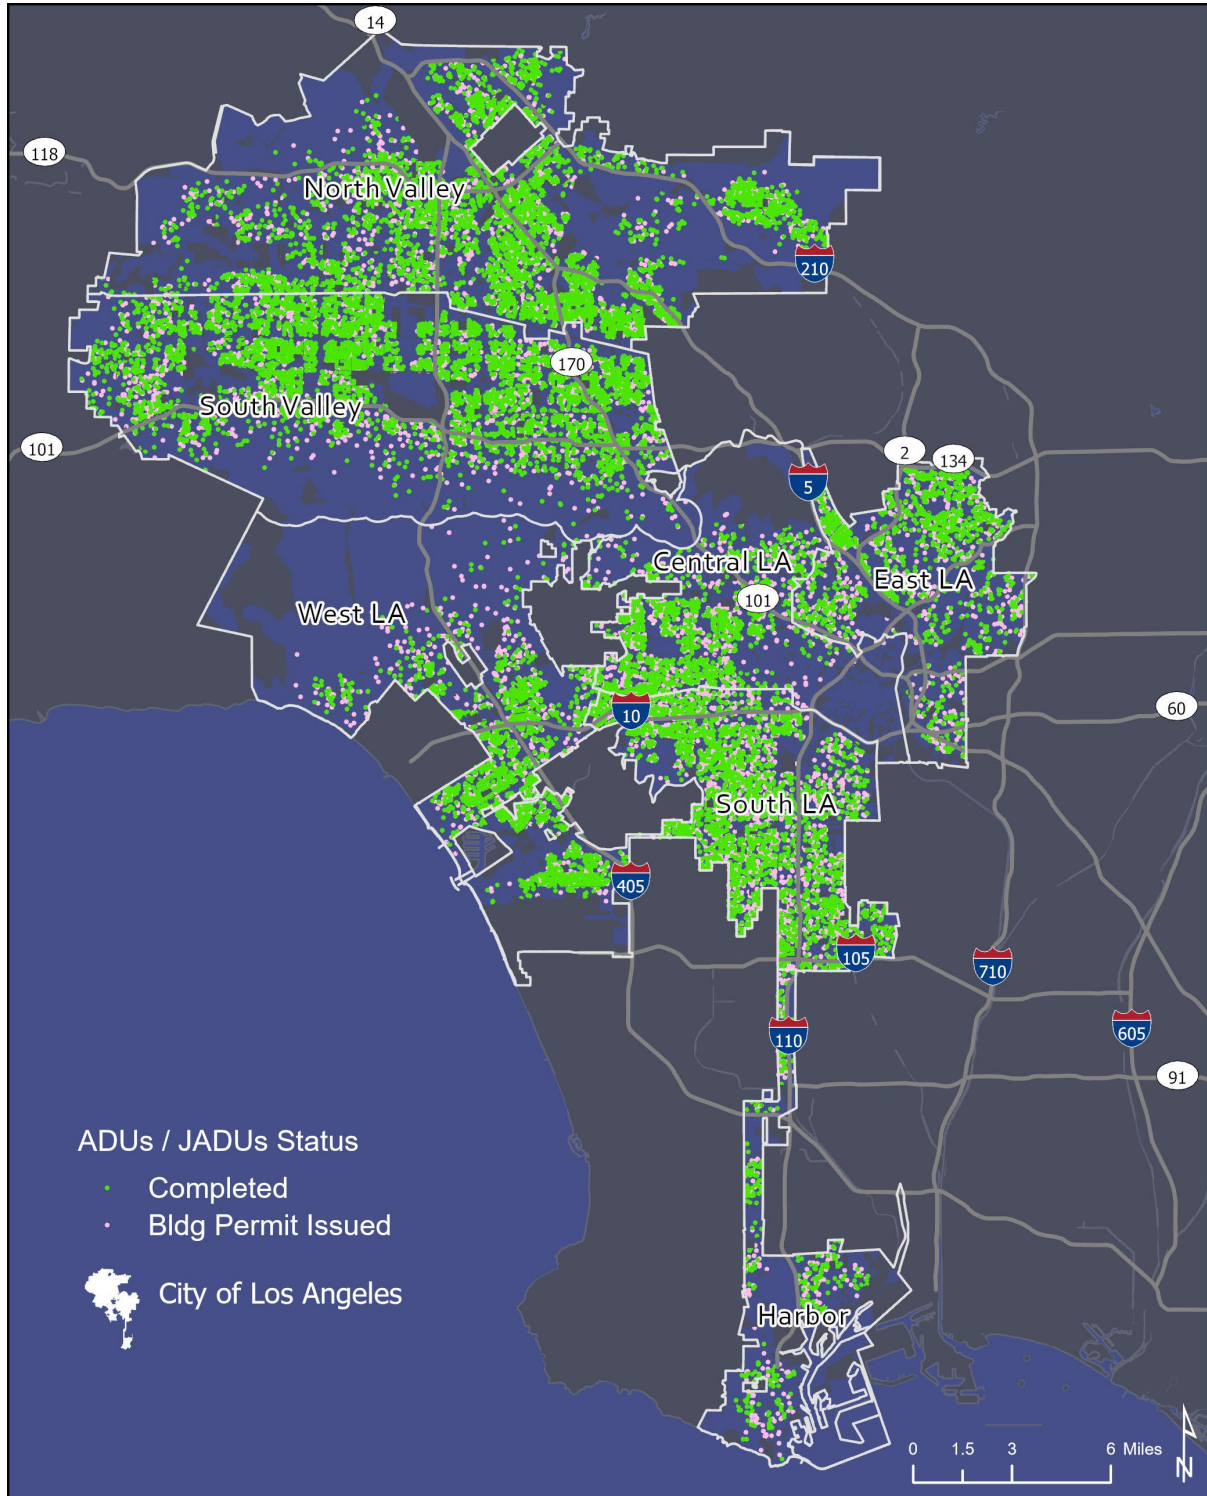 14
118
North Valley
210
170
South Valley
101
2
134
5
Central LA
East LA
101
West LA
10
60
South LA
405
105
710
110
605
91
ADUs / JADUs Status
Completed
Bldg Permit Issued
City of Los Angeles
Harbor
0 1.5 3 6 Miles
N